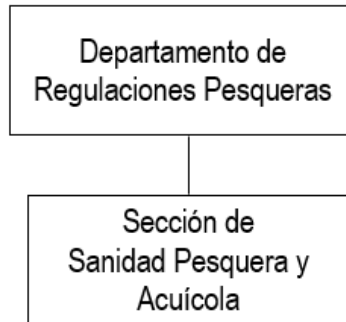 Departamento de
Regulaciones Pesqueras
Sección de
Sanidad Pesquera y
Acuícola